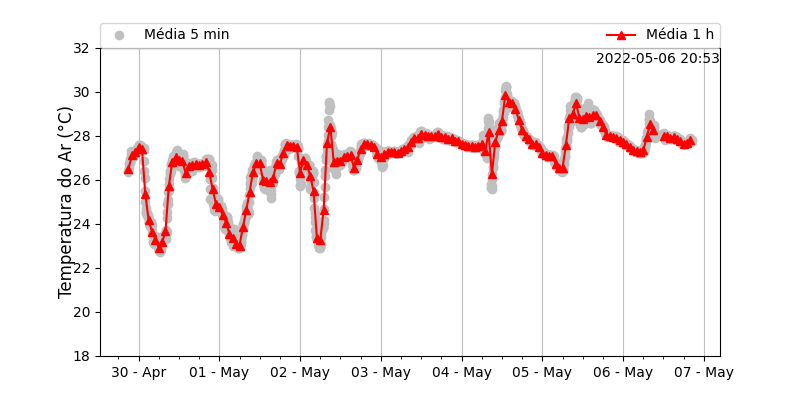 Média 5 min
Média 1 h
2022-05-06 20:53
Temperatura do Ar (°C)
32
30
28
26
24
22
20
18
30 - Apr
01 - May
02 - May
03 - May
04 - May
05 - May
06 - May
07 - May